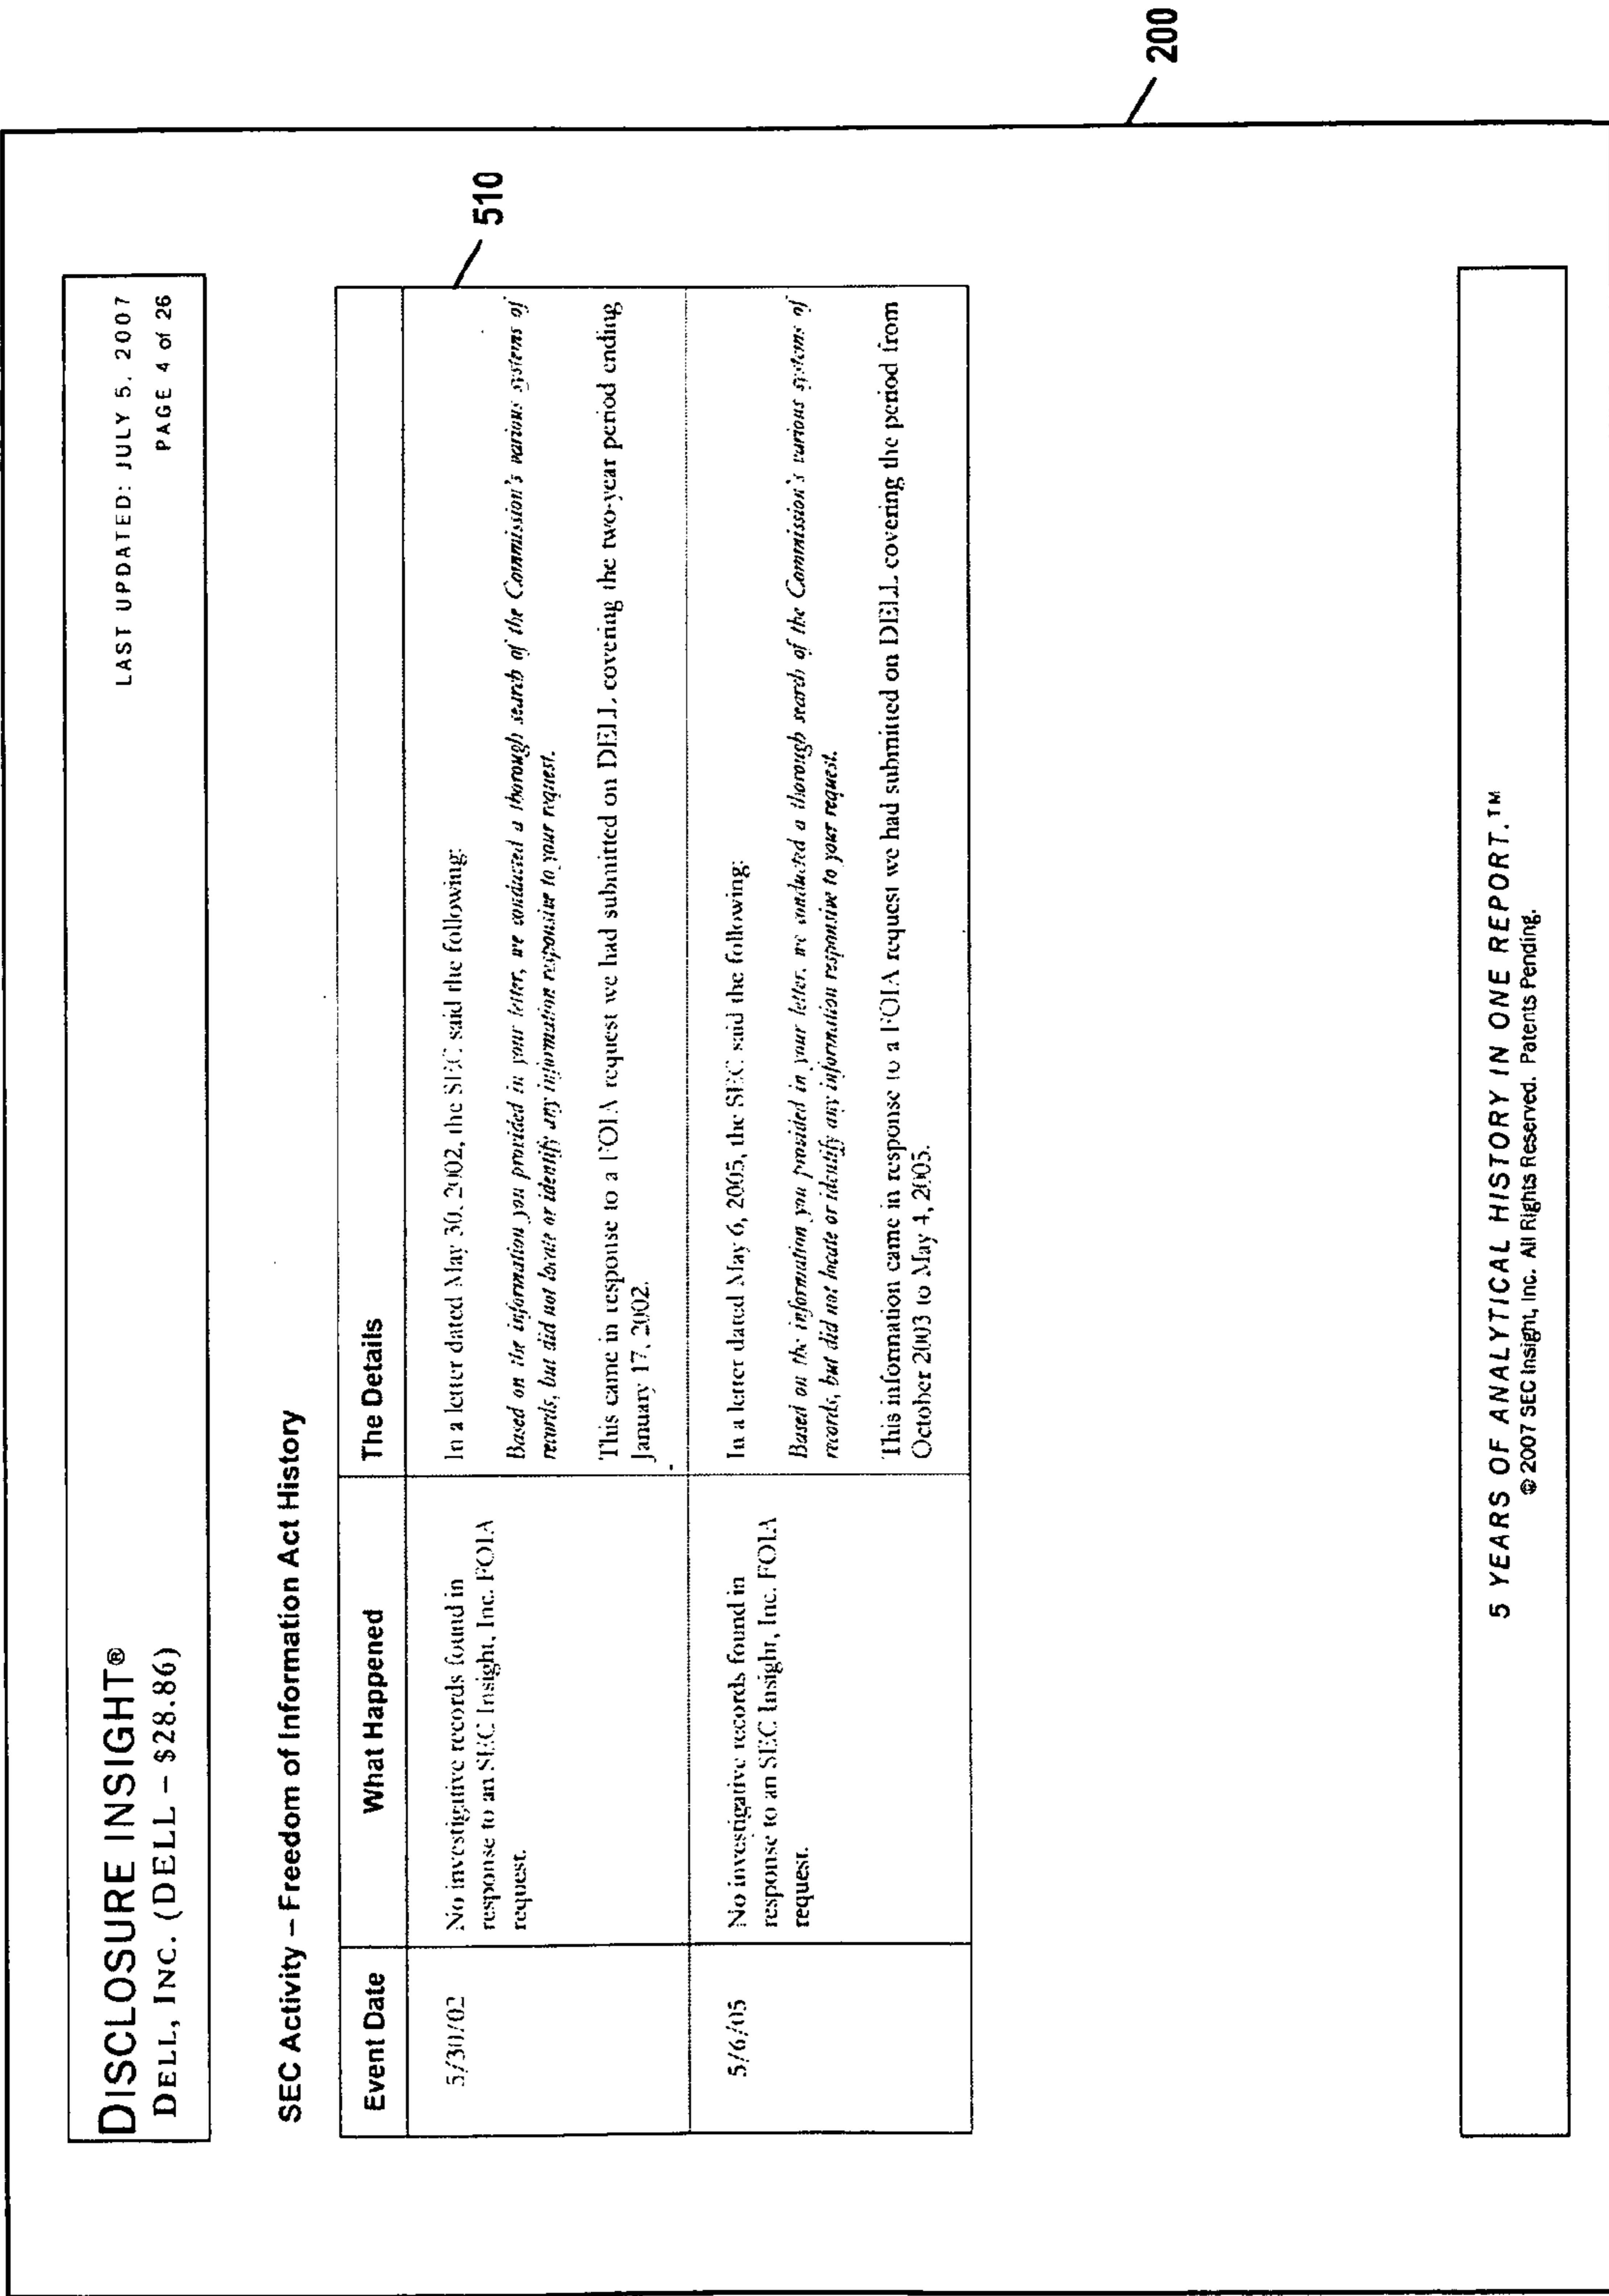 DISCLOSURE INSIGHT®
DELL, INC. (DELL – $28.86)
LAST UPDATED: JULY 5, 2007
PAGE 4 of 26
SEC Activity – Freedom of Information Act History
Event Date
What Happened
The Details
5/30/02
No investigative records found in
response to an SEC Insight, Inc. FOIA
request.
In a letter dated May 30, 2002, the SEC said the following:
Based on the information you provided in your letter, we conducted a thorough search of the Commission's various systems of
records, but did not locate or identify any information responsive to your request.
This came in response to a FOIA request we had submitted on DELL, covering the two-year period ending
January 17, 2002.
5/6/05
No investigative records found in
response to an SEC Insight, Inc. FOIA
request.
In a letter dated May 6, 2005, the SEC said the following:
Based on the information you provided in your letter, we conducted a thorough search of the Commission's various systems of
records, but did not locate or identify any information responsive to your request.
This information came in response to a FOIA request we had submitted on DELL covering the period from
October 2003 to May 4, 2005.
510
5 YEARS OF ANALYTICAL HISTORY IN ONE REPORT.™
© 2007 SEC Insight, Inc. All Rights Reserved. Patents Pending.
200